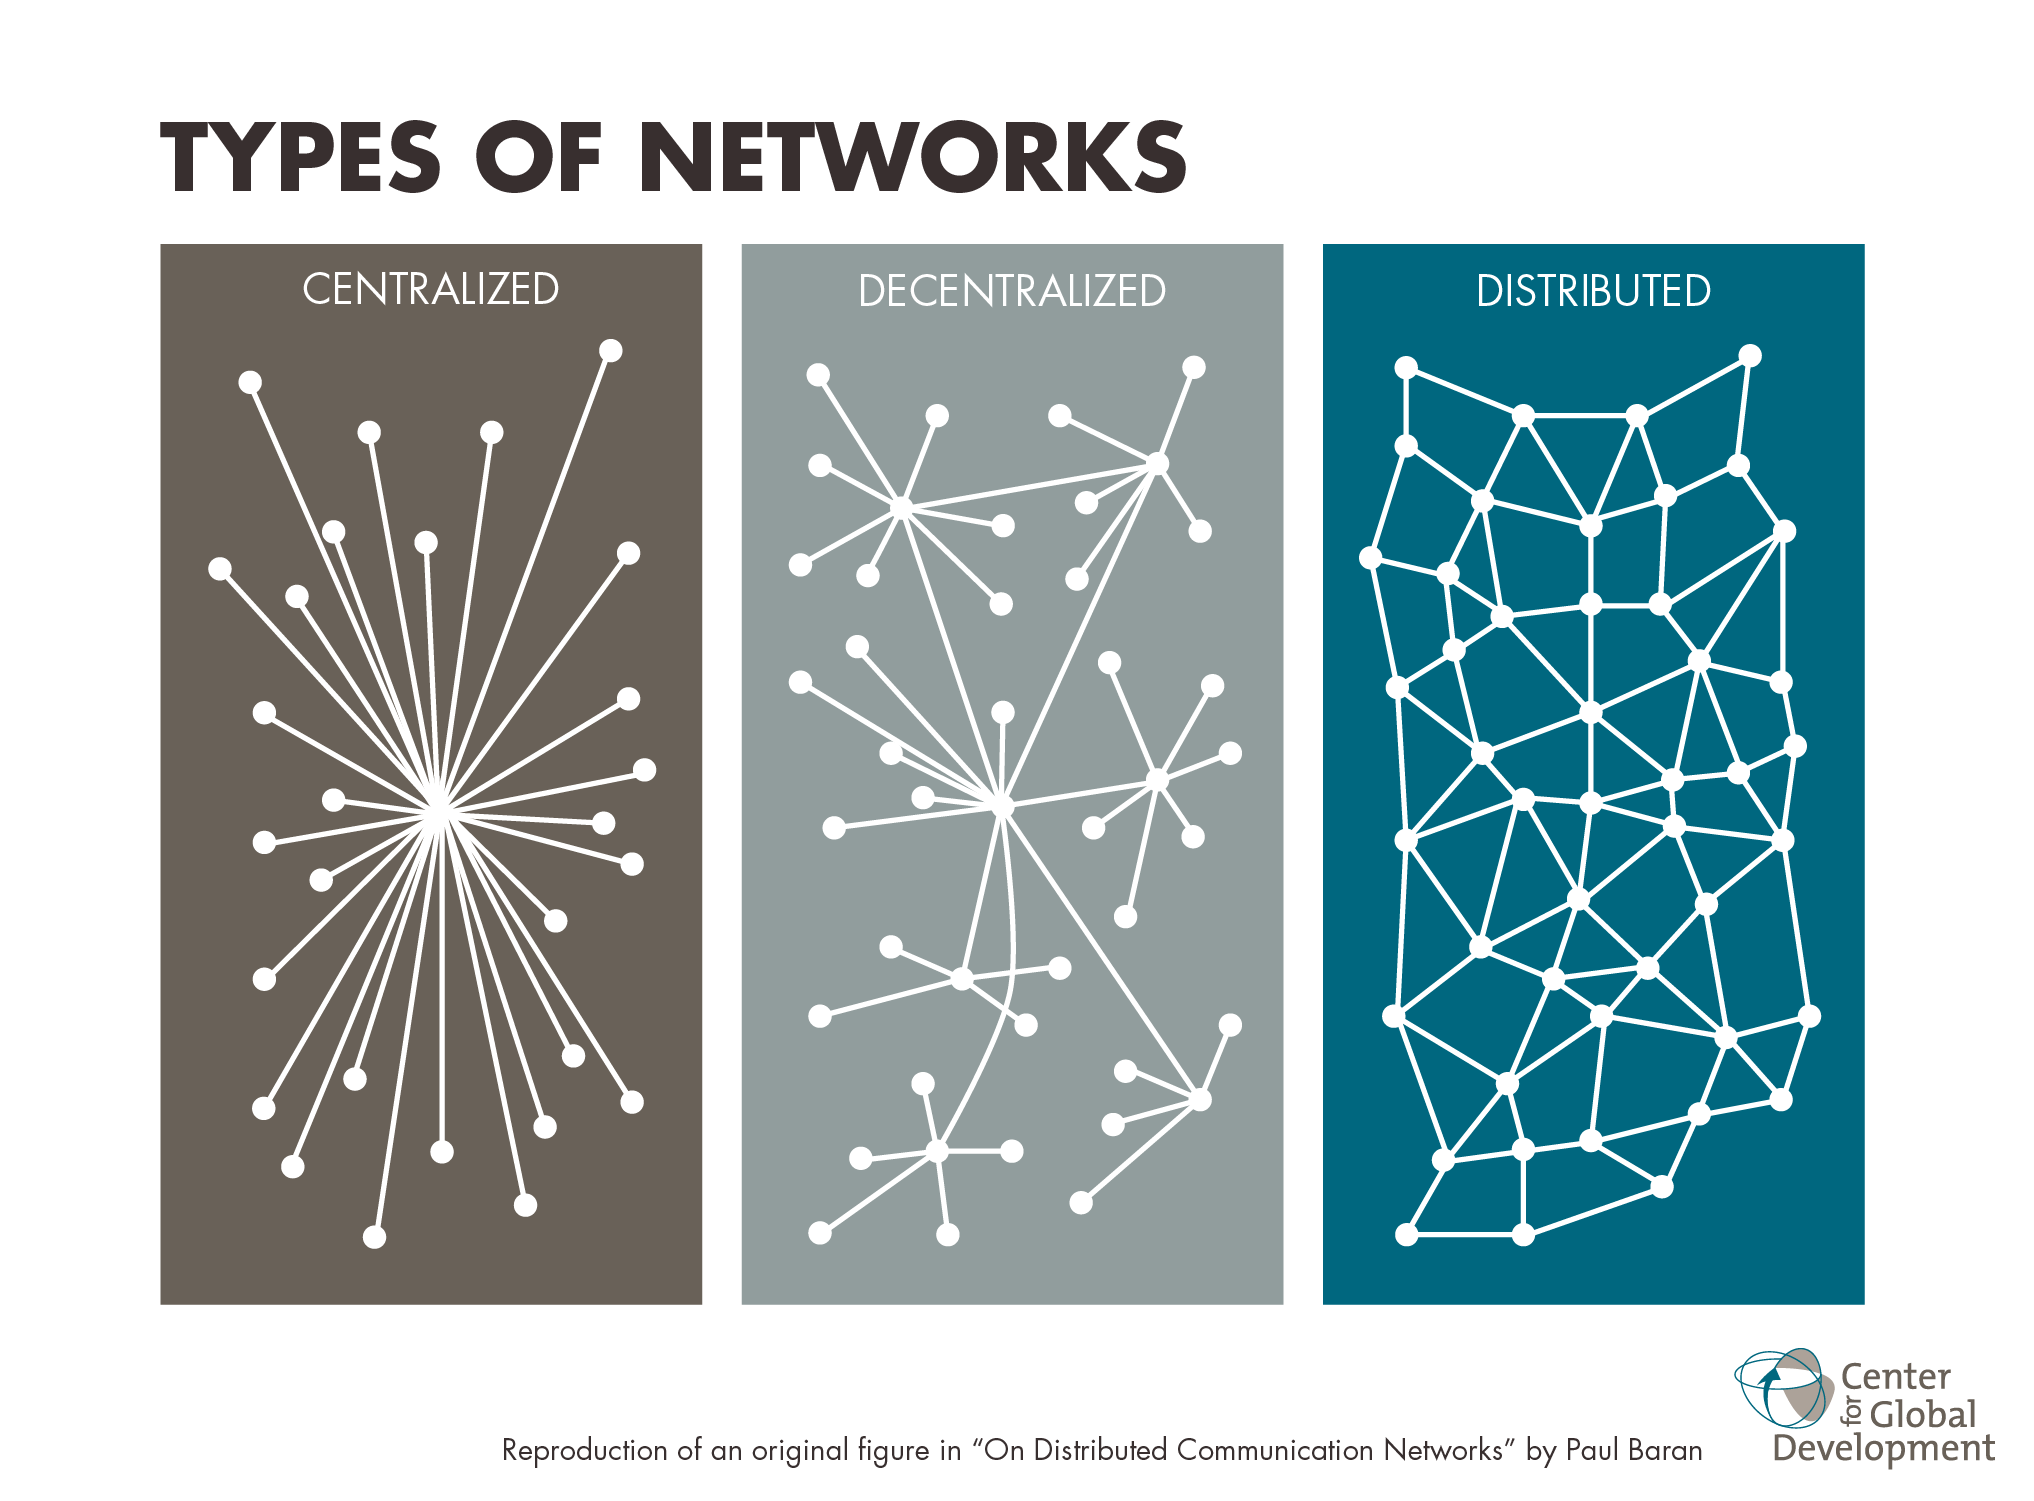 TYPES OF NETWORKS
CENTRALIZED
DECENTRALIZED
DISTRIBUTED
Reproduction of an original figure in “On Distributed Communication Networks” by Paul Baran
Center
for Global
Development